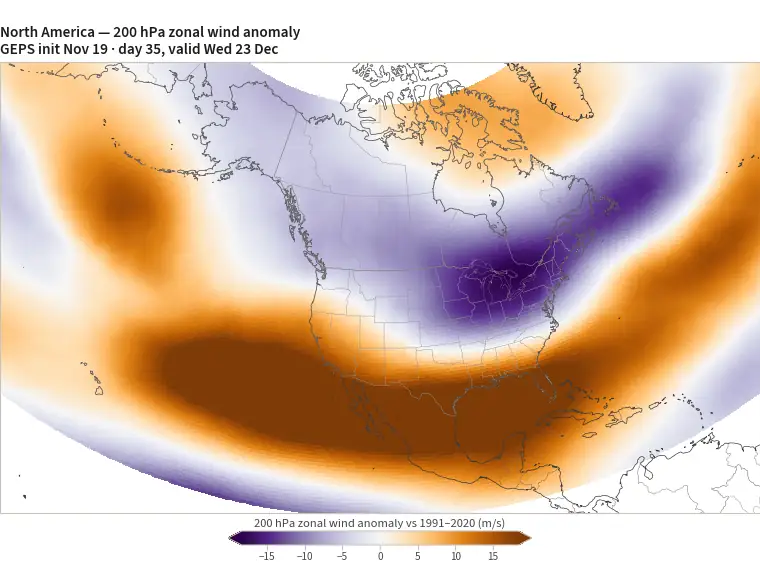 North America — 200 hPa zonal wind anomaly
GEPS init Nov 19 · day 35, valid Wed 23 Dec
200 hPa zonal wind anomaly vs 1991–2020 (m/s)
−15 −10 −5 0 5 10 15